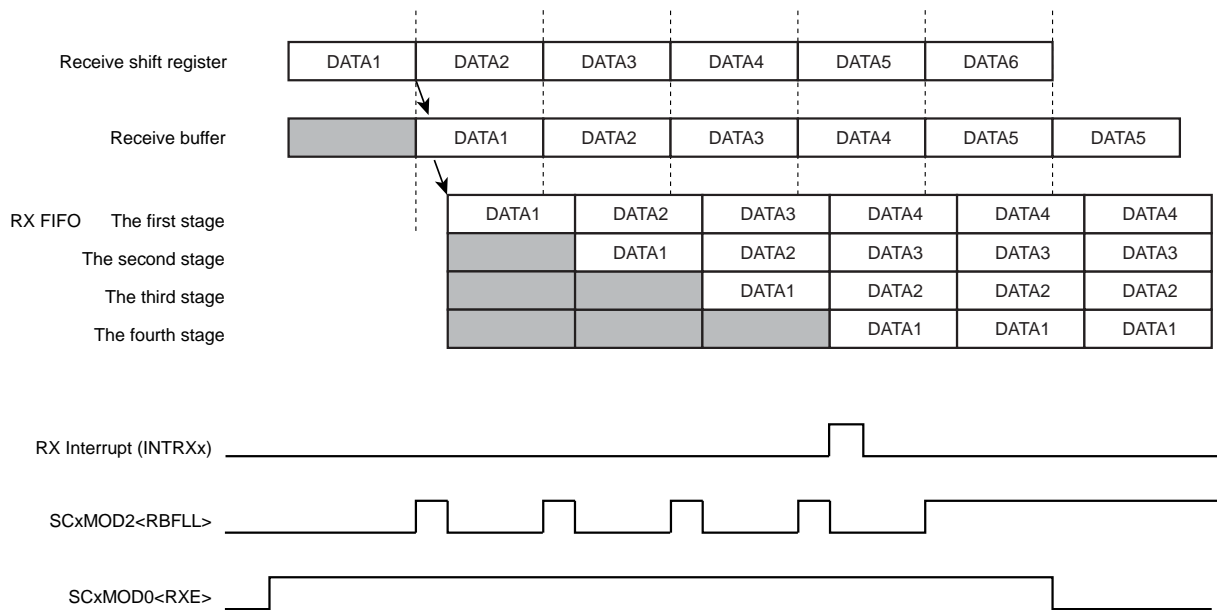 Receive shift register DATA1 DATA2 DATA3 DATA4 DATA5 DATA6
Receive buffer DATA1 DATA2 DATA3 DATA4 DATA5 DATA5
RX FIFO The first stage DATA1 DATA2 DATA3 DATA4 DATA4 DATA4
The second stage DATA1 DATA2 DATA3 DATA3 DATA3
The third stage DATA1 DATA2 DATA2 DATA2
The fourth stage DATA1 DATA1 DATA1
RX Interrupt (INTRXx)
SCxMOD2<RBFLL>
SCxMOD0<RXE>